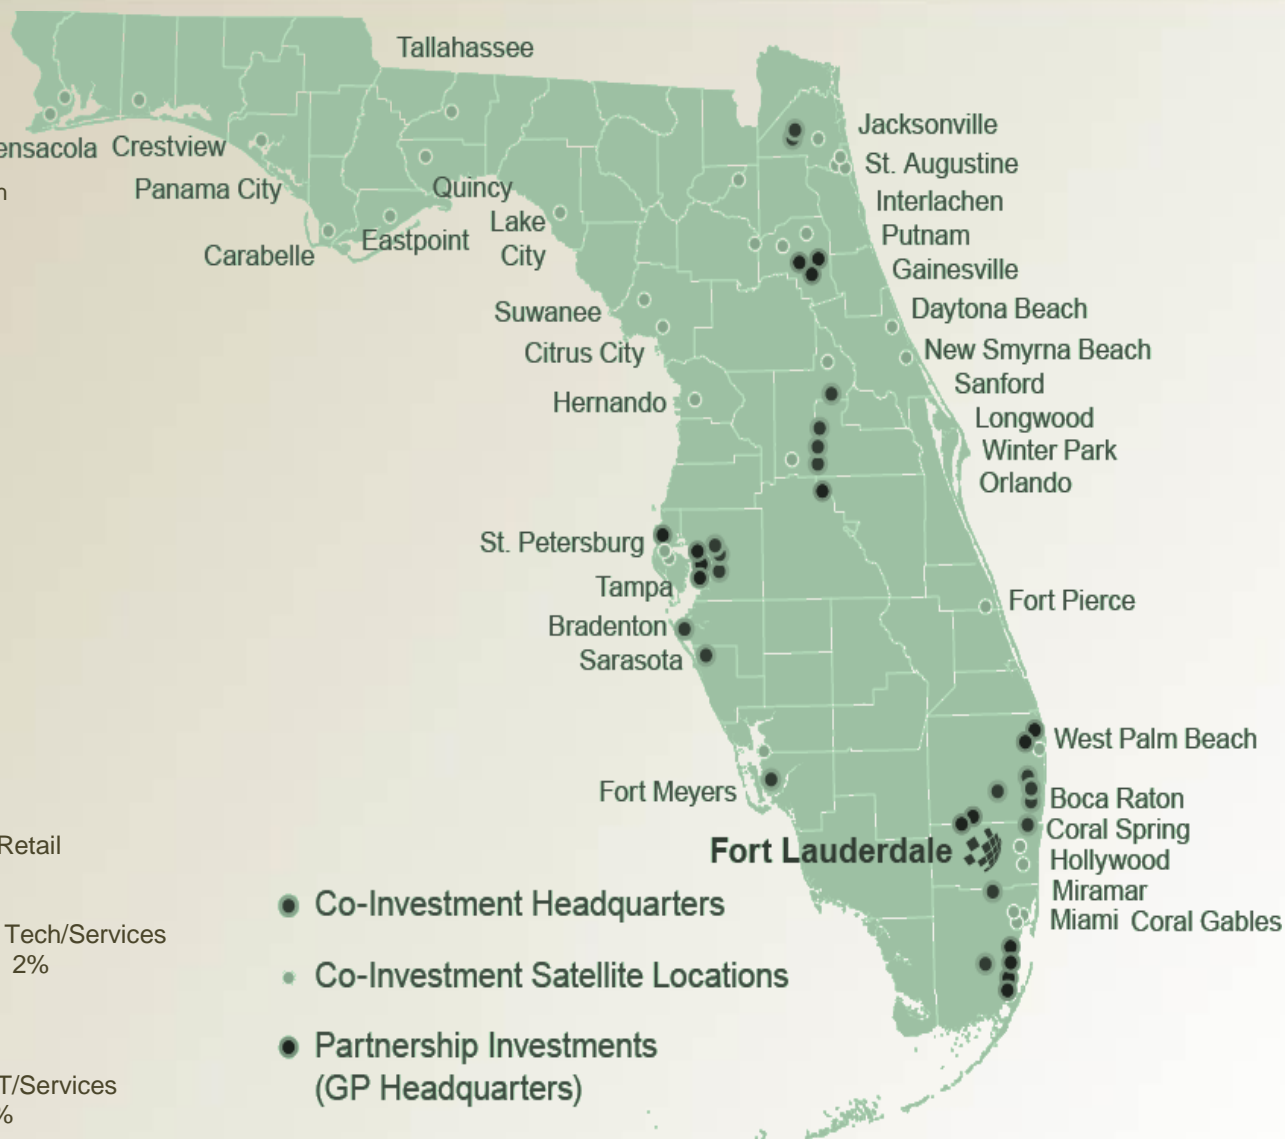 Tallahassee
Jacksonville
ensacola Crestview
St. Augustine
Panama City
Quincy
n
Interlachen
Lake
City
Putnam
Eastpoint
Carabelle
Gainesville
Suwanee
Daytona Beach
Citrus City
New Smyrna Beach
Sanford
Hernando
Longwood
Winter Park
Orlando
St. Petersburg
Tampa
Fort Pierce
Bradenton
Sarasota
West Palm Beach
Fort Meyers
Boca Raton
Coral Spring
Fort Lauderdale
Hollywood
Miramar
Miami Coral Gables
Retail
Tech/Services
2%
T/Services
%
Co-Investment Headquarters
Co-Investment Satellite Locations
Partnership Investments
(GP Headquarters)